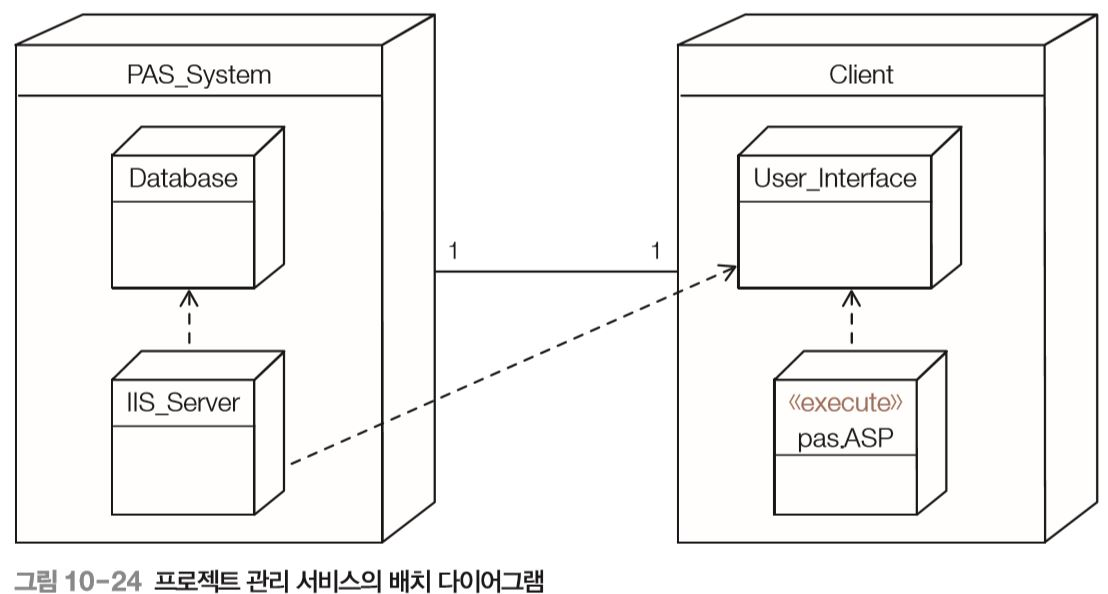 PAS_System
Database
IIS_Server
1
1
Client
User_Interface
《execute》
pas.ASP
그림 10-24 프로젝트 관리 서비스의 배치 다이어그램